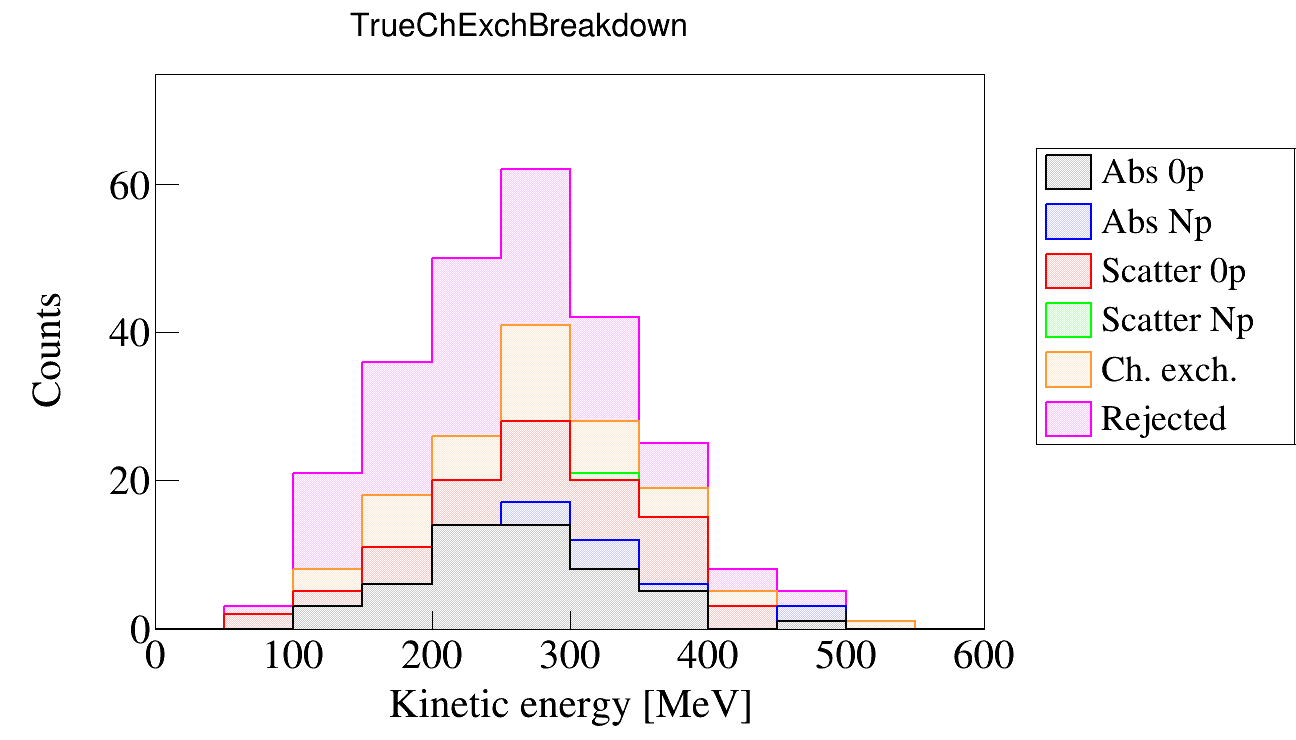 TrueChExchBreakdown
Counts
60
40
20
0
0 100 200 300 400 500 600
Kinetic energy [MeV]
Abs 0p
Abs Np
Scatter 0p
Scatter Np
Ch. exch.
Rejected